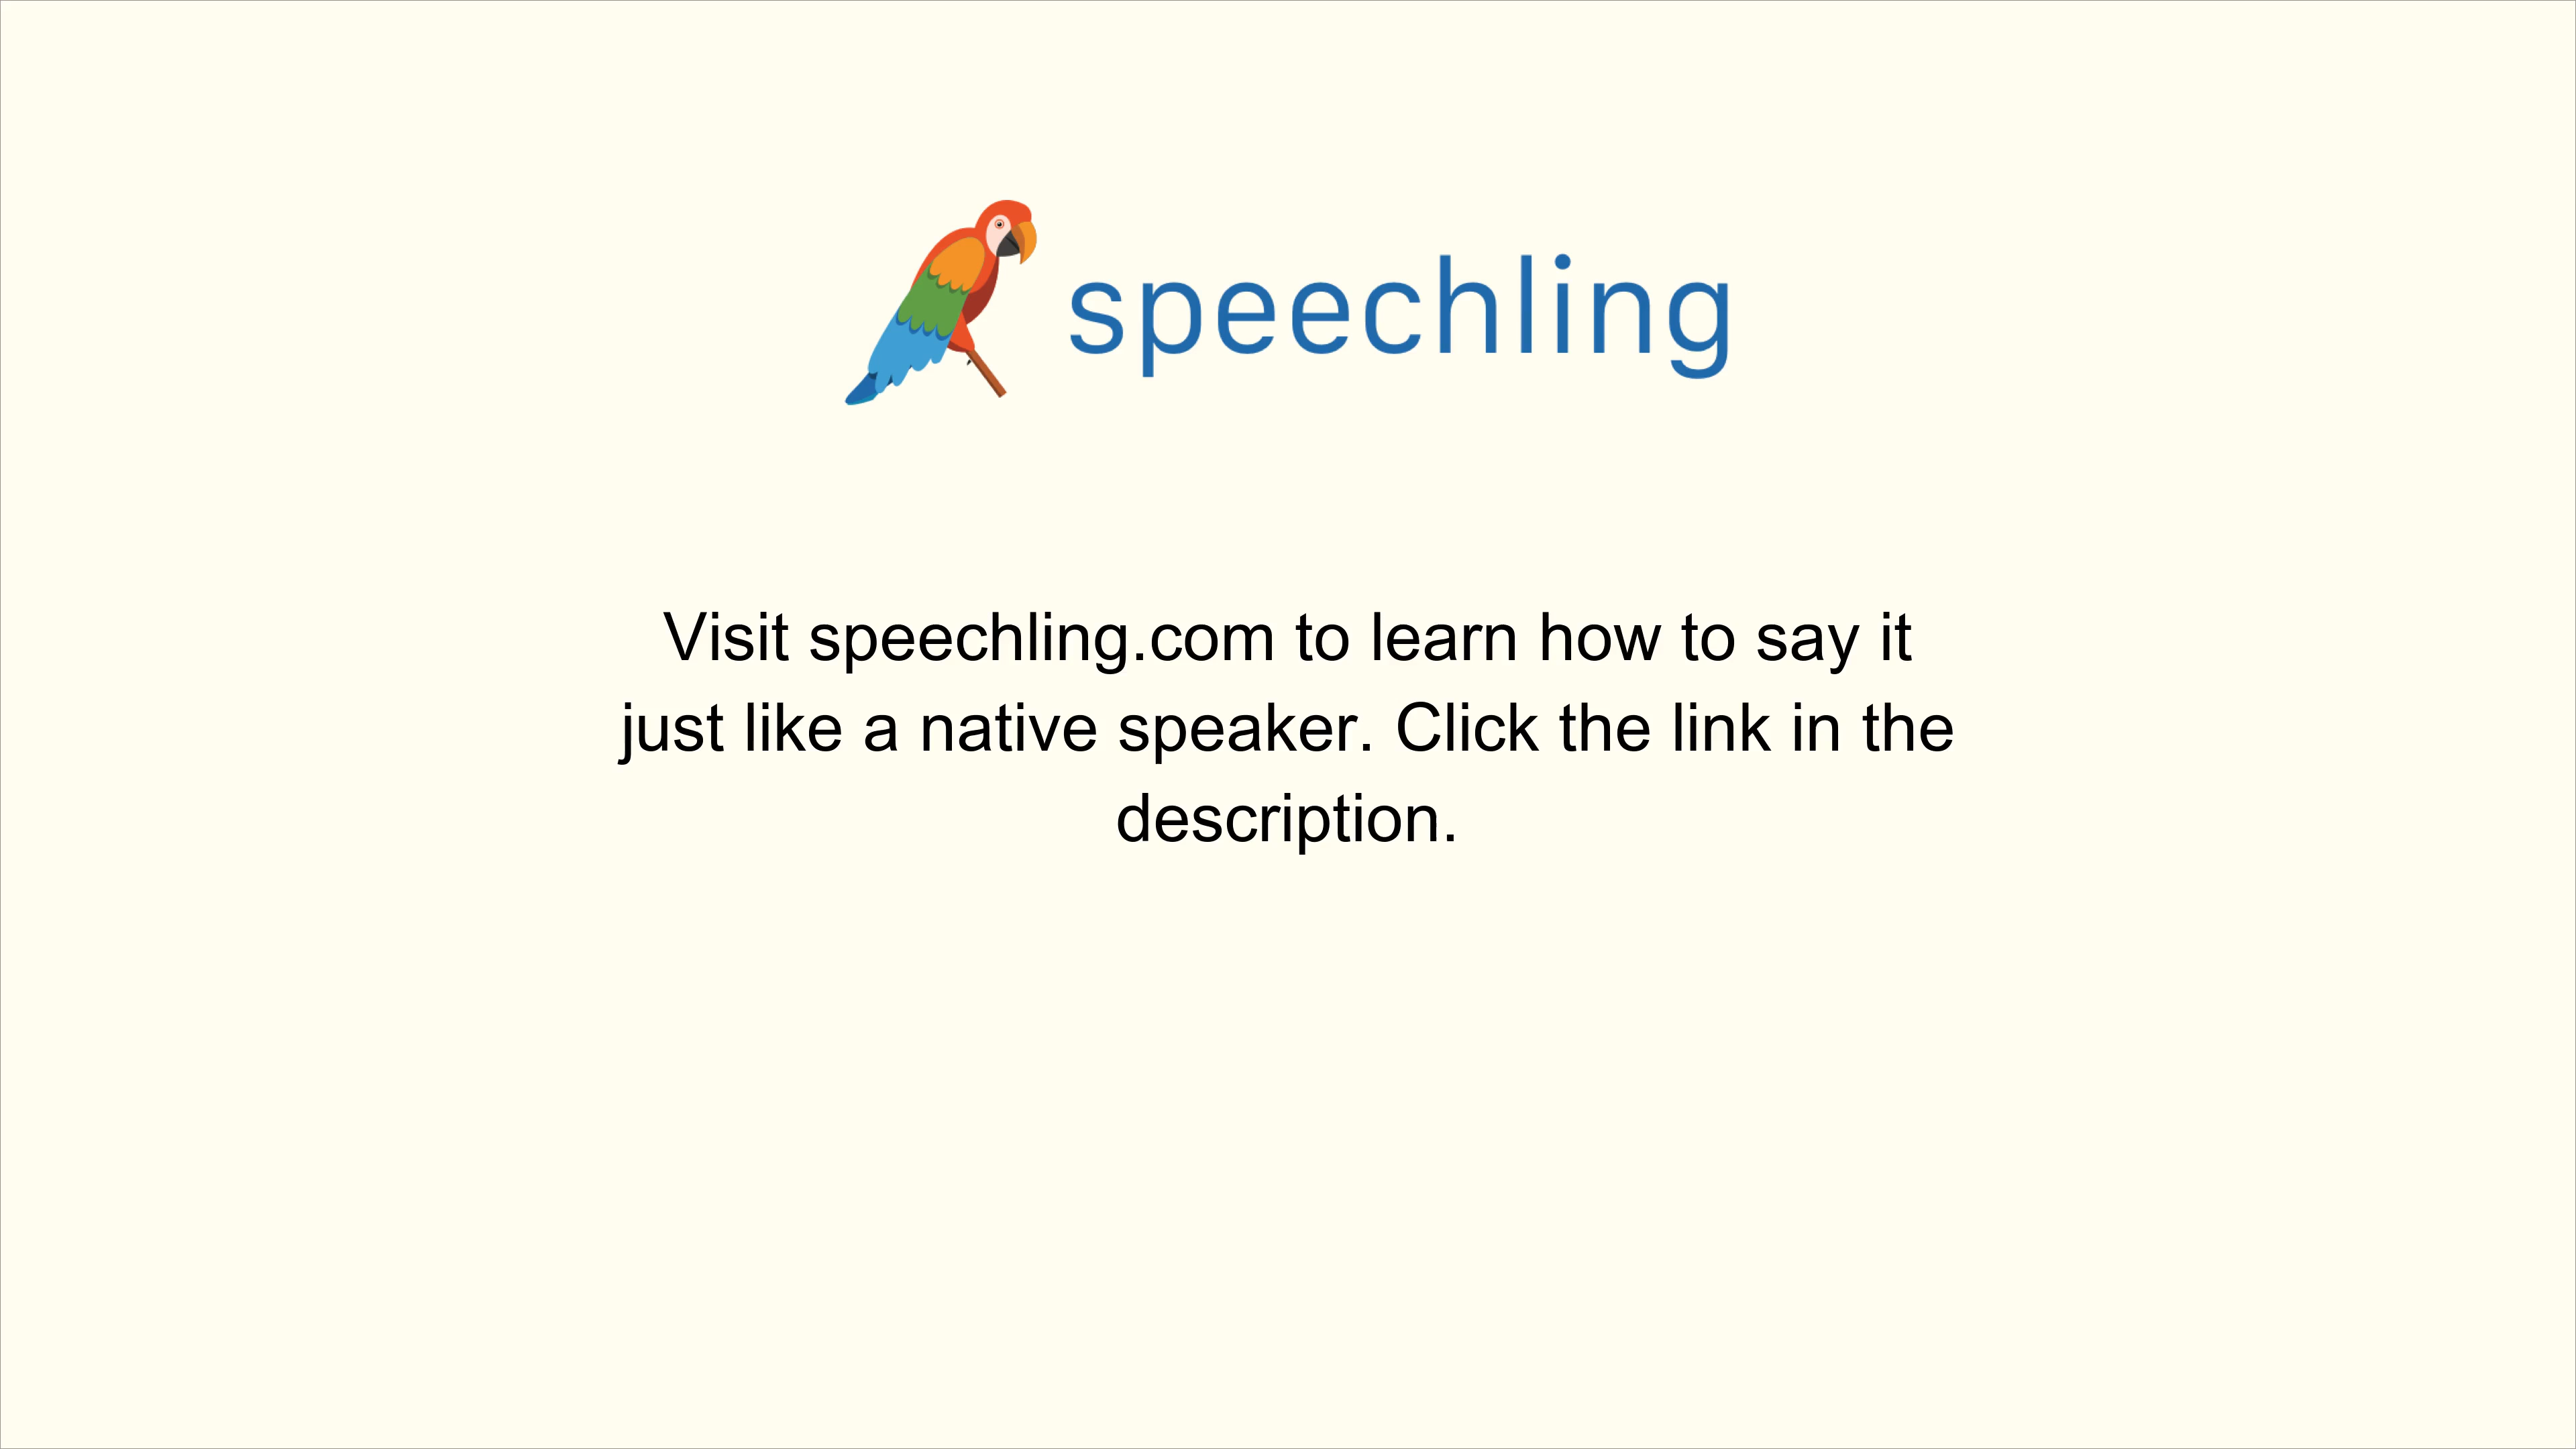 speechling
Visit speechling.com to learn how to say it
just like a native speaker. Click the link in the
description.